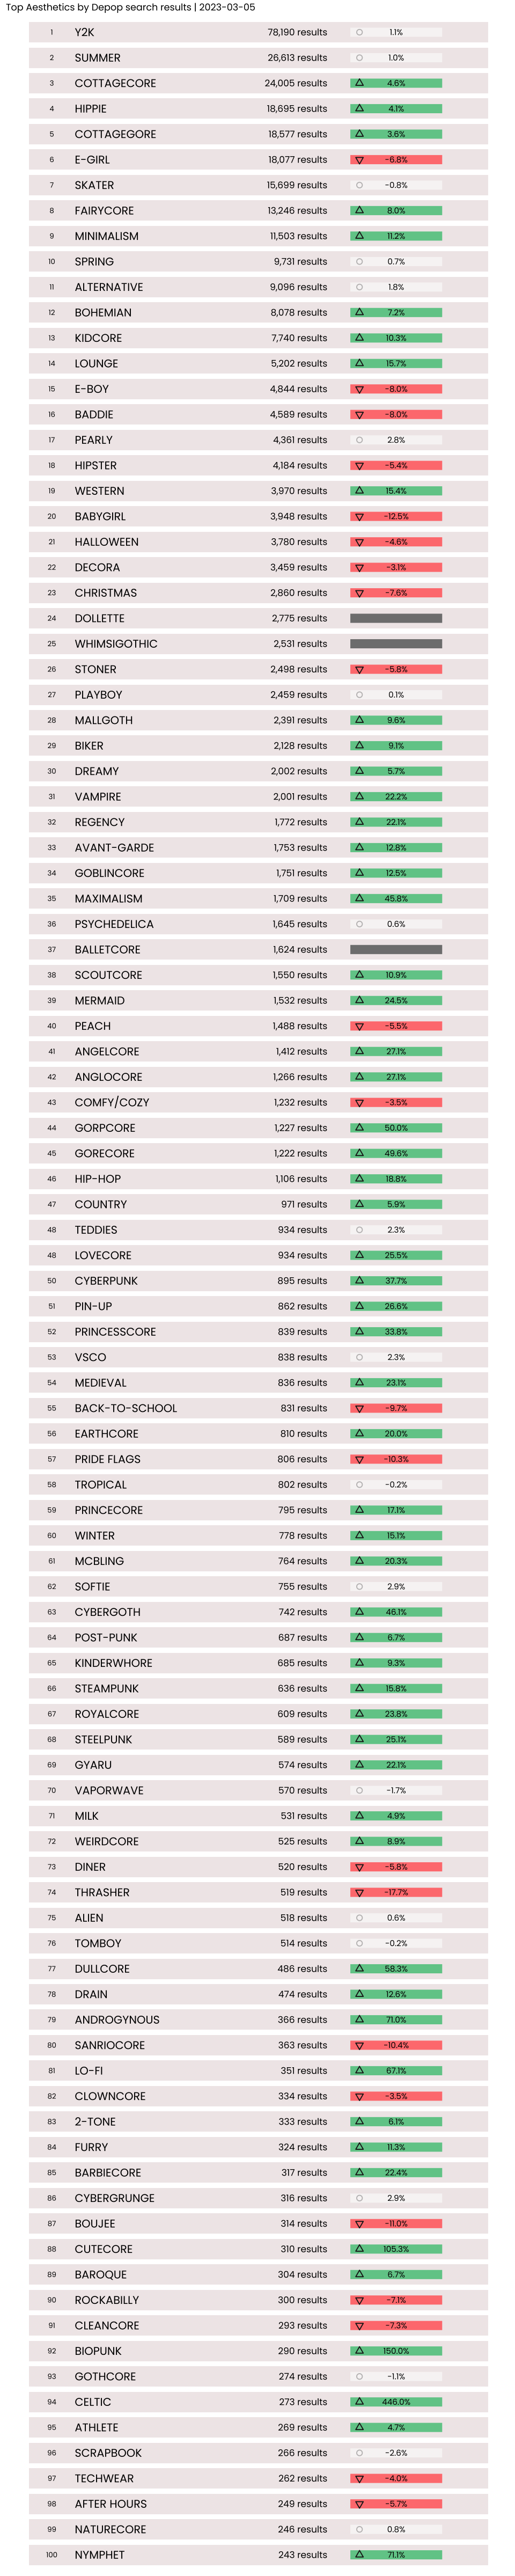 Top Aesthetics by Depop search results | 2023-03-05
1 Y2K 78,190 results 1.1%
2 SUMMER 26,613 results 1.0%
3 COTTAGECORE 24,005 results 4.6%
4 HIPPIE 18,695 results 4.1%
5 COTTAGEGORE 18,577 results 3.6%
6 E-GIRL 18,077 results -6.8%
7 SKATER 15,699 results -0.8%
8 FAIRYCORE 13,246 results 8.0%
9 MINIMALISM 11,503 results 11.2%
10 SPRING 9,731 results 0.7%
11 ALTERNATIVE 9,096 results 1.8%
12 BOHEMIAN 8,078 results 7.2%
13 KIDCORE 7,740 results 10.3%
14 LOUNGE 5,202 results 15.7%
15 E-BOY 4,844 results -8.0%
16 BADDIE 4,589 results -8.0%
17 PEARLY 4,361 results 2.8%
18 HIPSTER 4,184 results -5.4%
19 WESTERN 3,970 results 15.4%
20 BABYGIRL 3,948 results -12.5%
21 HALLOWEEN 3,780 results -4.6%
22 DECORA 3,459 results -3.1%
23 CHRISTMAS 2,860 results -7.6%
24 DOLLETTE 2,775 results
25 WHIMSIGOTHIC 2,531 results
26 STONER 2,498 results -5.8%
27 PLAYBOY 2,459 results 0.1%
28 MALLGOTH 2,391 results 9.6%
29 BIKER 2,128 results 9.1%
30 DREAMY 2,002 results 5.7%
31 VAMPIRE 2,001 results 22.2%
32 REGENCY 1,772 results 22.1%
33 AVANT-GARDE 1,753 results 12.8%
34 GOBLINCORE 1,751 results 12.5%
35 MAXIMALISM 1,709 results 45.8%
36 PSYCHEDELICA 1,645 results 0.6%
37 BALLETCORE 1,624 results
38 SCOUTCORE 1,550 results 10.9%
39 MERMAID 1,532 results 24.5%
40 PEACH 1,488 results -5.5%
41 ANGELCORE 1,412 results 27.1%
42 ANGLOCORE 1,266 results 27.1%
43 COMFY/COZY 1,232 results -3.5%
44 GORPCORE 1,227 results 50.0%
45 GORECORE 1,222 results 49.6%
46 HIP-HOP 1,106 results 18.8%
47 COUNTRY 971 results 5.9%
48 TEDDIES 934 results 2.3%
48 LOVECORE 934 results 25.5%
50 CYBERPUNK 895 results 37.7%
51 PIN-UP 862 results 26.6%
52 PRINCESSCORE 839 results 33.8%
53 VSCO 838 results 2.3%
54 MEDIEVAL 836 results 23.1%
55 BACK-TO-SCHOOL 831 results -9.7%
56 EARTHCORE 810 results 20.0%
57 PRIDE FLAGS 806 results -10.3%
58 TROPICAL 802 results -0.2%
59 PRINCECORE 795 results 17.1%
60 WINTER 778 results 15.1%
61 MCBLING 764 results 20.3%
62 SOFTIE 755 results 2.9%
63 CYBERGOTH 742 results 46.1%
64 POST-PUNK 687 results 6.7%
65 KINDERWHORE 685 results 9.3%
66 STEAMPUNK 636 results 15.8%
67 ROYALCORE 609 results 23.8%
68 STEELPUNK 589 results 25.1%
69 GYARU 574 results 22.1%
70 VAPORWAVE 570 results -1.7%
71 MILK 531 results 4.9%
72 WEIRDCORE 525 results 8.9%
73 DINER 520 results -5.8%
74 THRASHER 519 results -17.7%
75 ALIEN 518 results 0.6%
76 TOMBOY 514 results -0.2%
77 DULLCORE 486 results 58.3%
78 DRAIN 474 results 12.6%
79 ANDROGYNOUS 366 results 71.0%
80 SANRIOCORE 363 results -10.4%
81 LO-FI 351 results 67.1%
82 CLOWNCORE 334 results -3.5%
83 2-TONE 333 results 6.1%
84 FURRY 324 results 11.3%
85 BARBIECORE 317 results 22.4%
86 CYBERGRUNGE 316 results 2.9%
87 BOUJEE 314 results -11.0%
88 CUTECORE 310 results 105.3%
89 BAROQUE 304 results 6.7%
90 ROCKABILLY 300 results -7.1%
91 CLEANCORE 293 results -7.3%
92 BIOPUNK 290 results 150.0%
93 GOTHCORE 274 results -1.1%
94 CELTIC 273 results 446.0%
95 ATHLETE 269 results 4.7%
96 SCRAPBOOK 266 results -2.6%
97 TECHWEAR 262 results -4.0%
98 AFTER HOURS 249 results -5.7%
99 NATURECORE 246 results 0.8%
100 NYMPHET 243 results 71.1%